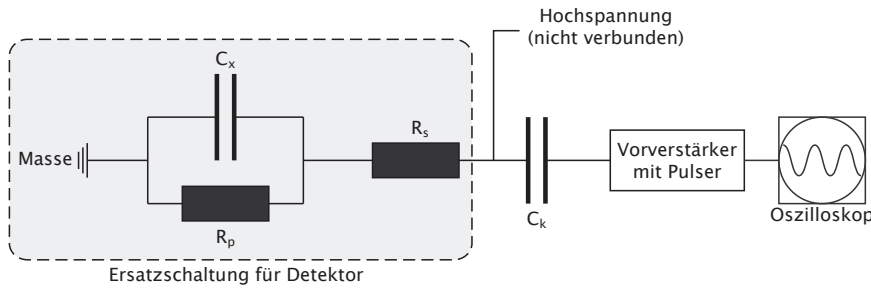 Hochspannung
(nicht verbunden)
Cx
Rs
Masse
Vorverstärker
mit Pulser
Rp
Ck
Oszilloskop
Ersatzschaltung für Detektor